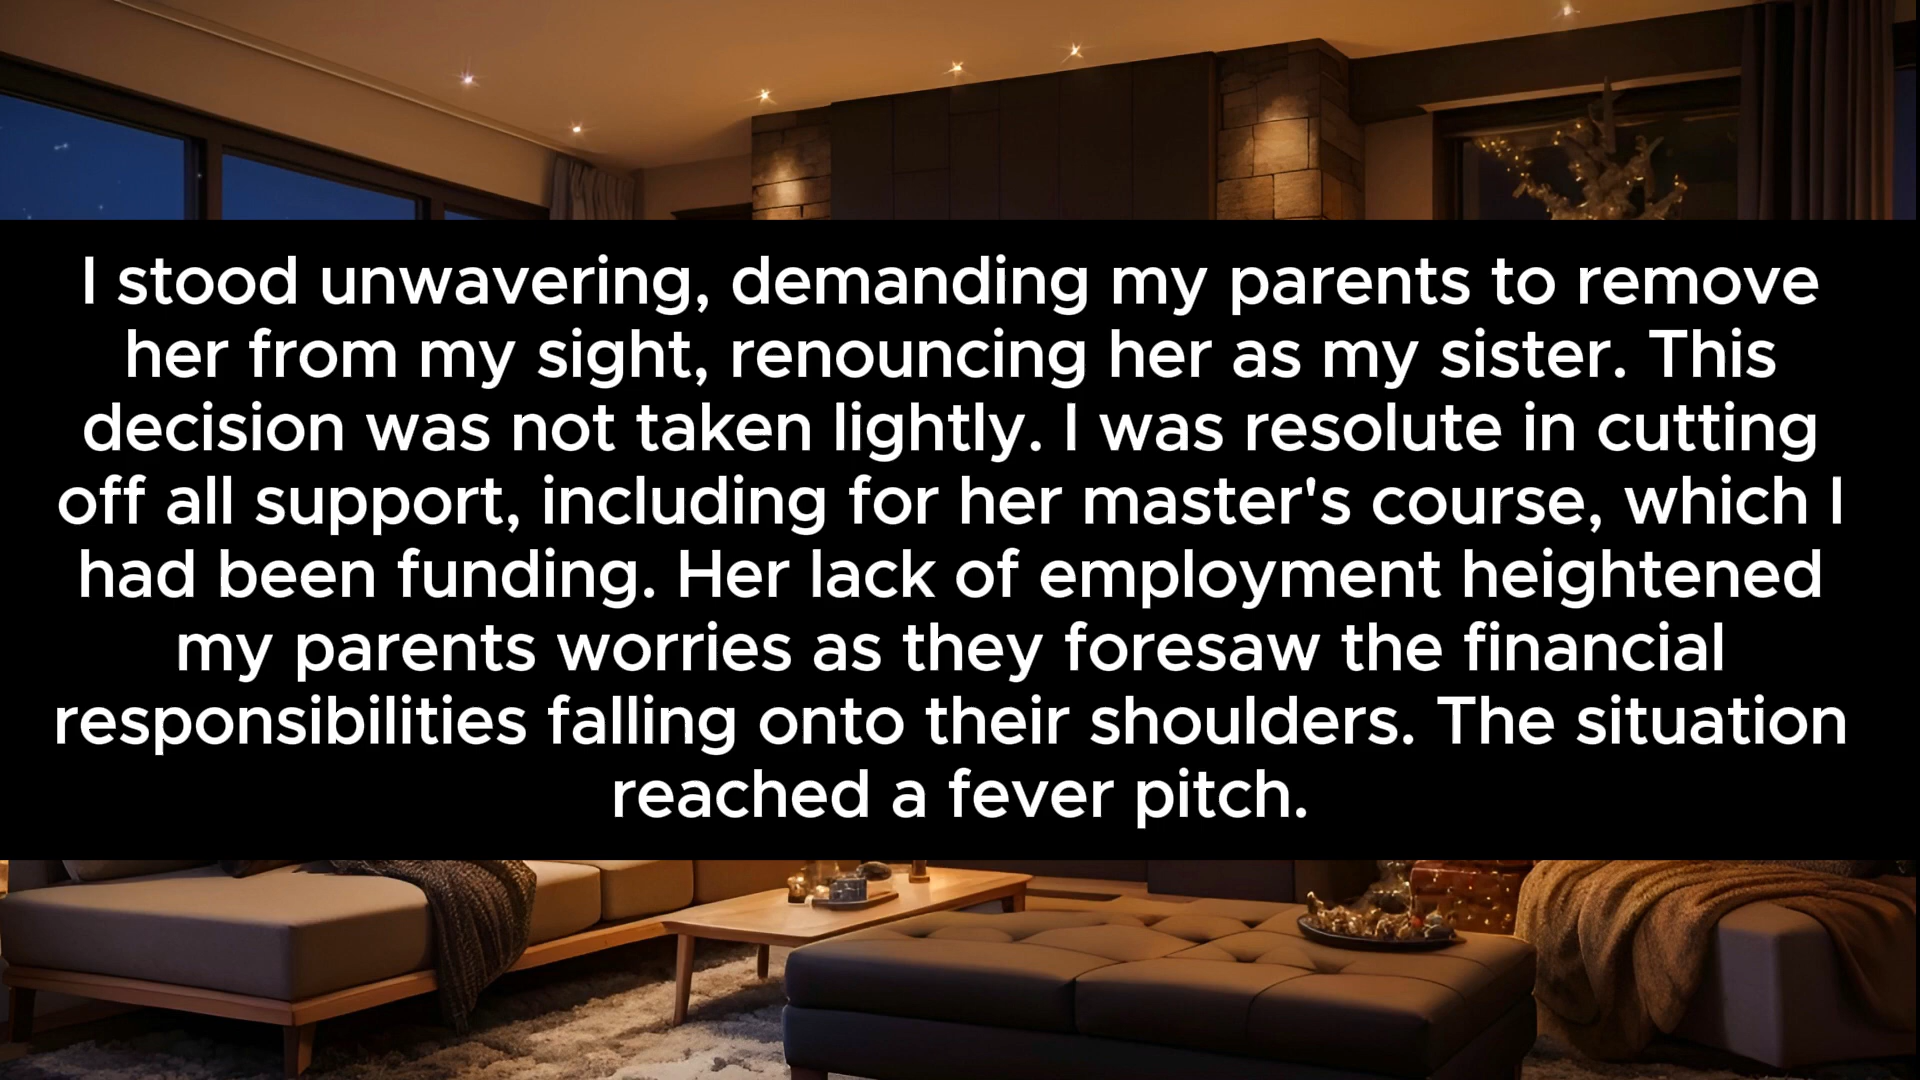 I stood unwavering, demanding my parents to remove
her from my sight, renouncing her as my sister. This
decision was not taken lightly. I was resolute in cutting
off all support, including for her master's course, which I
had been funding. Her lack of employment heightened
my parents worries as they foresaw the financial
responsibilities falling onto their shoulders. The situation
reached a fever pitch.